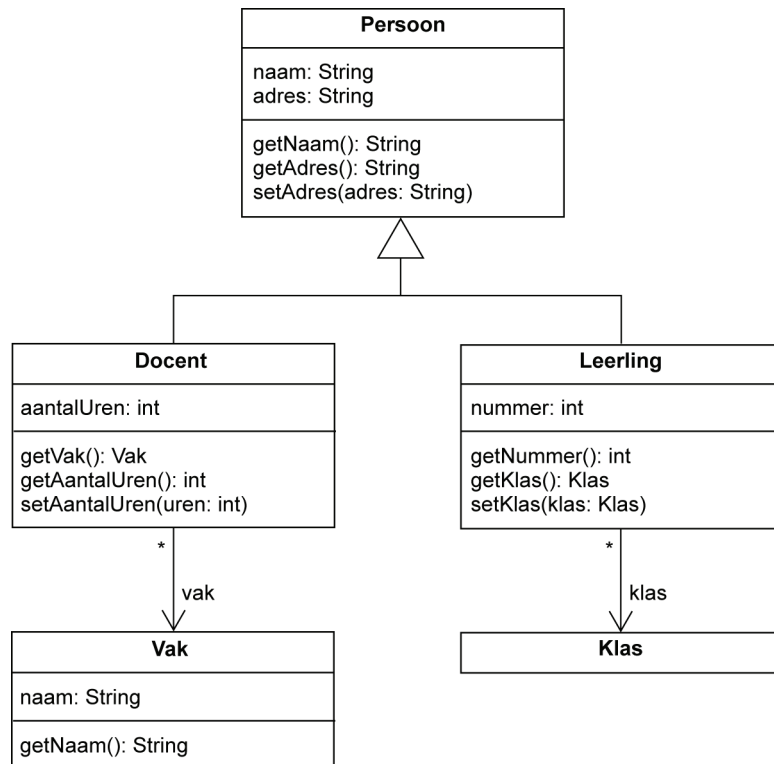 Persoon
naam: String
adres: String
getNaam(): String
getAdres(): String
setAdres(adres: String)
Docent
aantalUren: int
getVak(): Vak
getAantalUren(): int
setAantalUren(uren: int)
Leerling
nummer: int
getNummer(): int
getKlas(): Klas
setKlas(klas: Klas)
*
vak
*
klas
Vak
naam: String
getNaam(): String
Klas